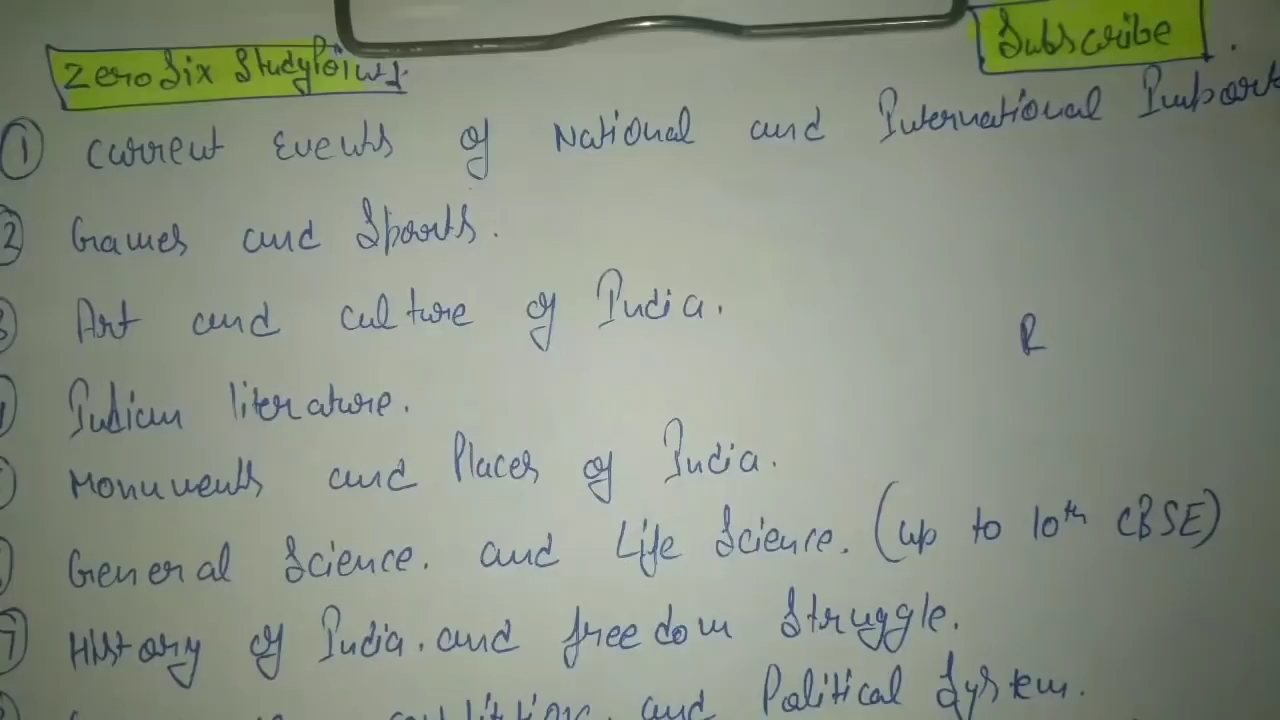 Zero Six StudyPoint.
Subscribe
① Current Events of National and International Import
② Games and Sports.
③ Art and culture of India.
R
Indian literature.
Monuments and Places of India.
General Science. and Life Science. (up to 10th CBSE)
⑦ History of India. and freedom Struggle.
and Political System.